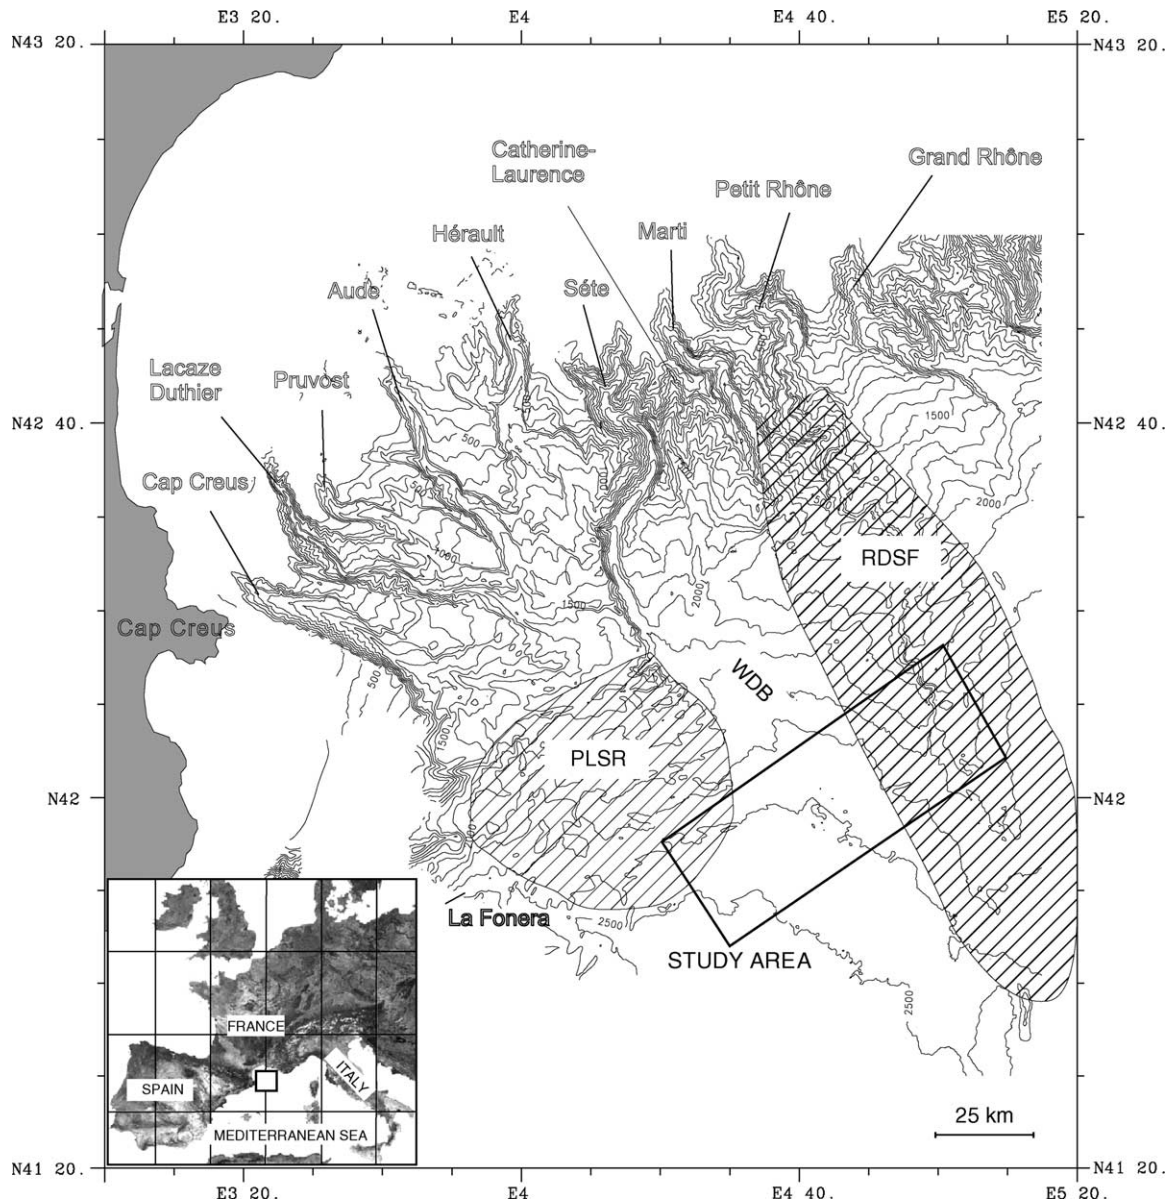 E3 20.
E4
E4 40.
E5 20.
N43 20.
N43 20.
Catherine-
Laurence
Grand Rhône
Petit Rhône
Marti
Hérault
Séte
Aude
Lacaze
Duthier
Pruvost
Cap Creus
500
500
1500
N42 40.
N42 40.
1000
2000
1000
RDSF
1500
2000
Cap Creus
500
WDB
1500
PLSR
N42
N42
La Fonera
2500
STUDY AREA
2500
FRANCE
SPAIN
ITALY
MEDITERRANEAN SEA
25 km
N41 20.
N41 20.
E3 20.
E4
E4 40.
E5 20.